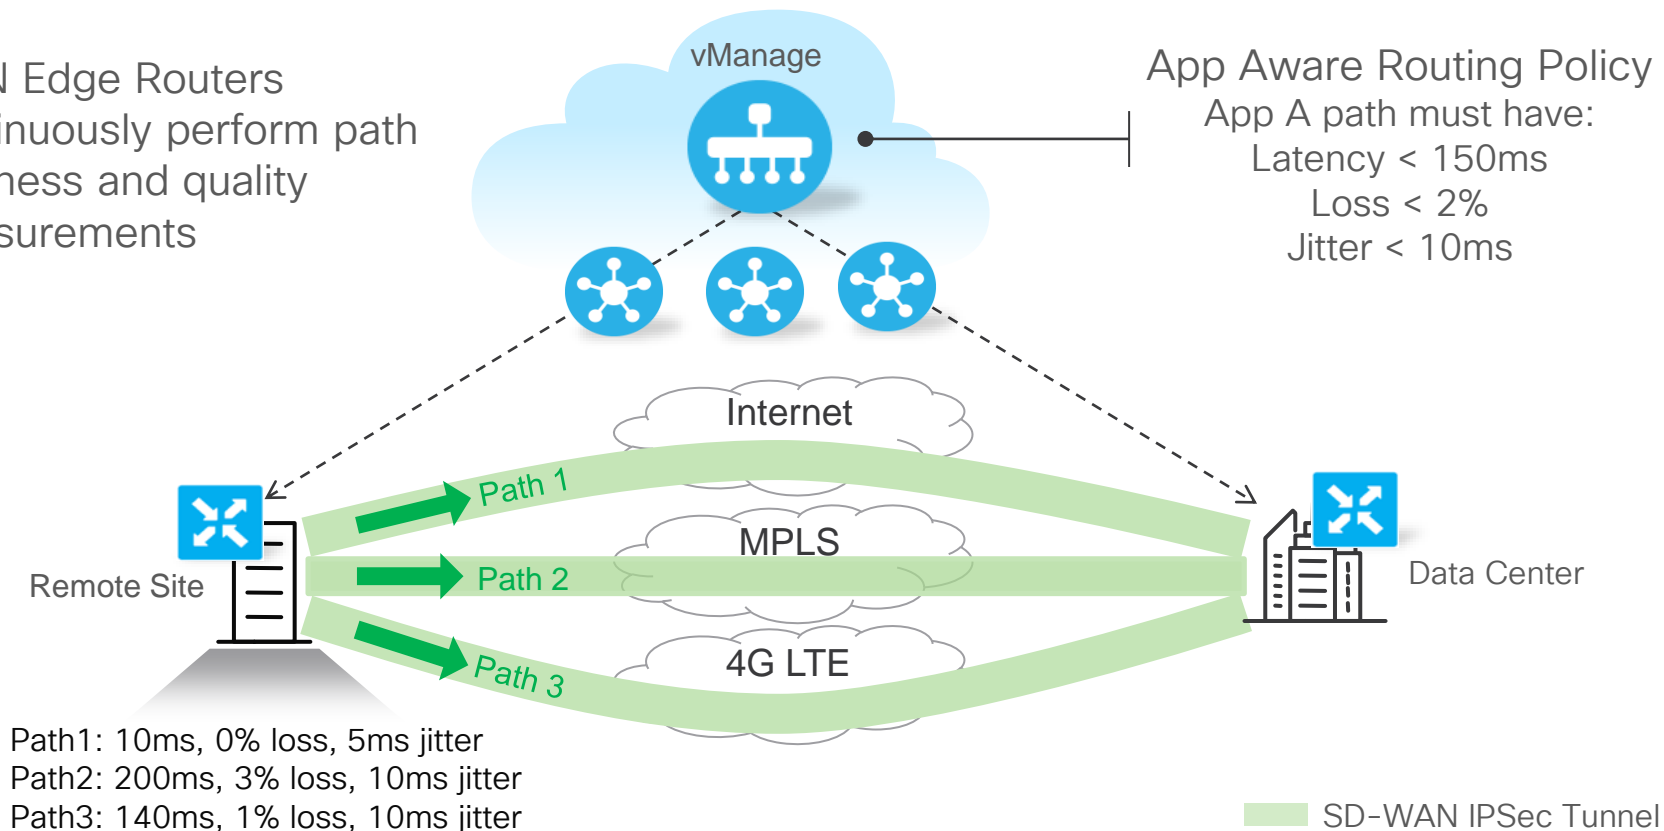 vManage
Edge Routers
perform path
and quality
App Aware Routing Policy
App A path must have:
Latency < 150ms
Loss < 2%
Jitter < 10ms
Internet
Path 1
MPLS
Path 2
4G LTE
Path 3
Remote Site
Data Center
Path1: 10ms, 0% loss, 5ms jitter
Path2: 200ms, 3% loss, 10ms jitter
Path3: 140ms, 1% loss, 10ms jitter
SD-WAN IPSec Tunnel